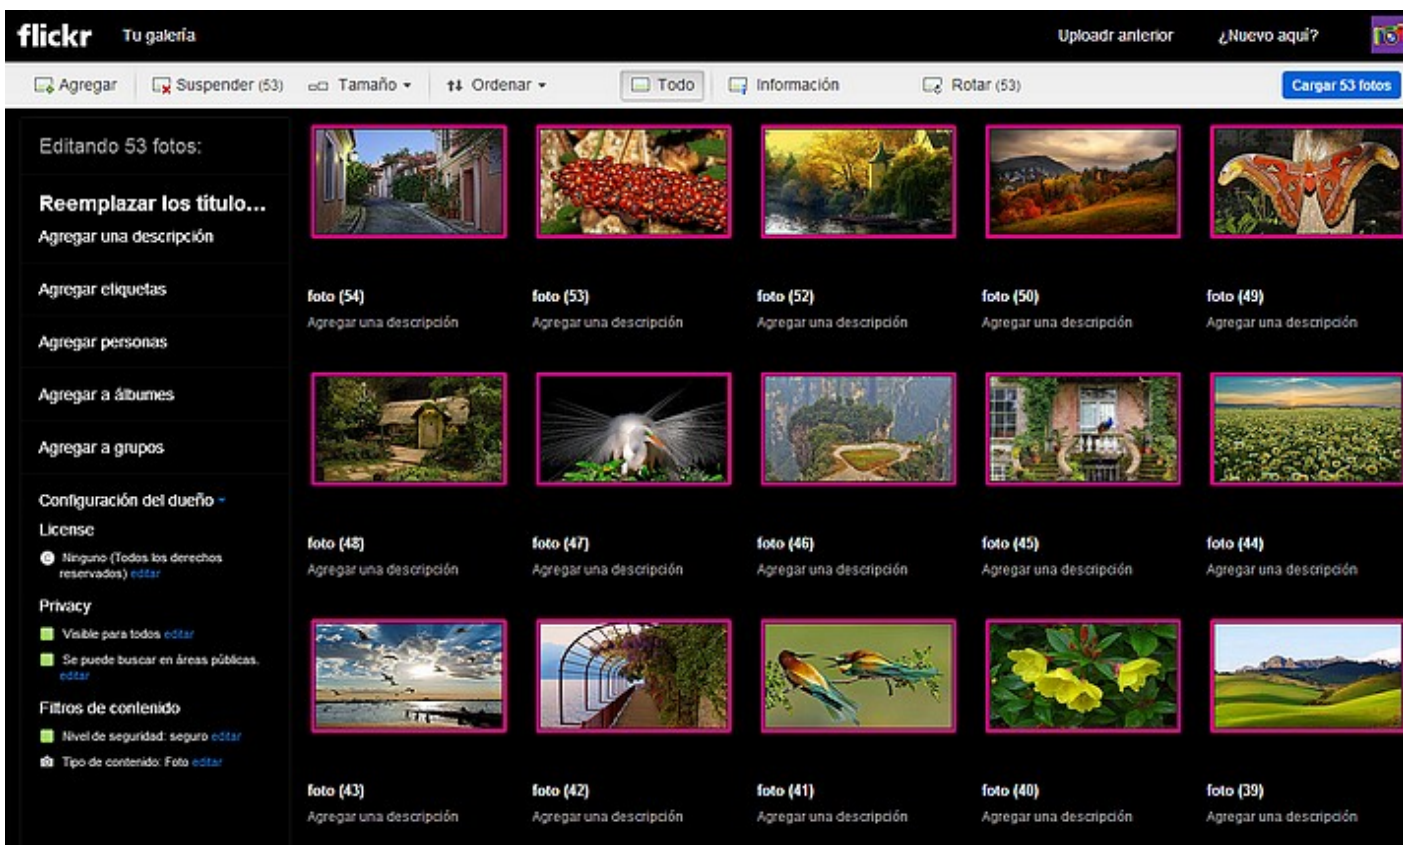 flickr Tu galería Uploadr anterior ¿Nuevo aquí?
Agregar Suspender (53) Tamaño Ordenar Todo Información Rotar (53) Cargar 53 fotos
Editando 53 fotos:
Reemplazar los título...
Agregar una descripción
Agregar etiquetas
Agregar personas
Agregar a álbumes
Agregar a grupos
Configuración del dueño
License
Ninguno (Todos los derechos
reservados) editar
Privacy
Visible para todos editar
Se puede buscar en áreas públicas.
editar
Filtros de contenido
Nivel de seguridad: seguro editar
Tipo de contenido: Foto editar
foto (54) foto (53) foto (52) foto (50) foto (49)
Agregar una descripción Agregar una descripción Agregar una descripción Agregar una descripción Agregar una descripción
foto (48) foto (47) foto (46) foto (45) foto (44)
Agregar una descripción Agregar una descripción Agregar una descripción Agregar una descripción Agregar una descripción
foto (43) foto (42) foto (41) foto (40) foto (39)
Agregar una descripción Agregar una descripción Agregar una descripción Agregar una descripción Agregar una descripción